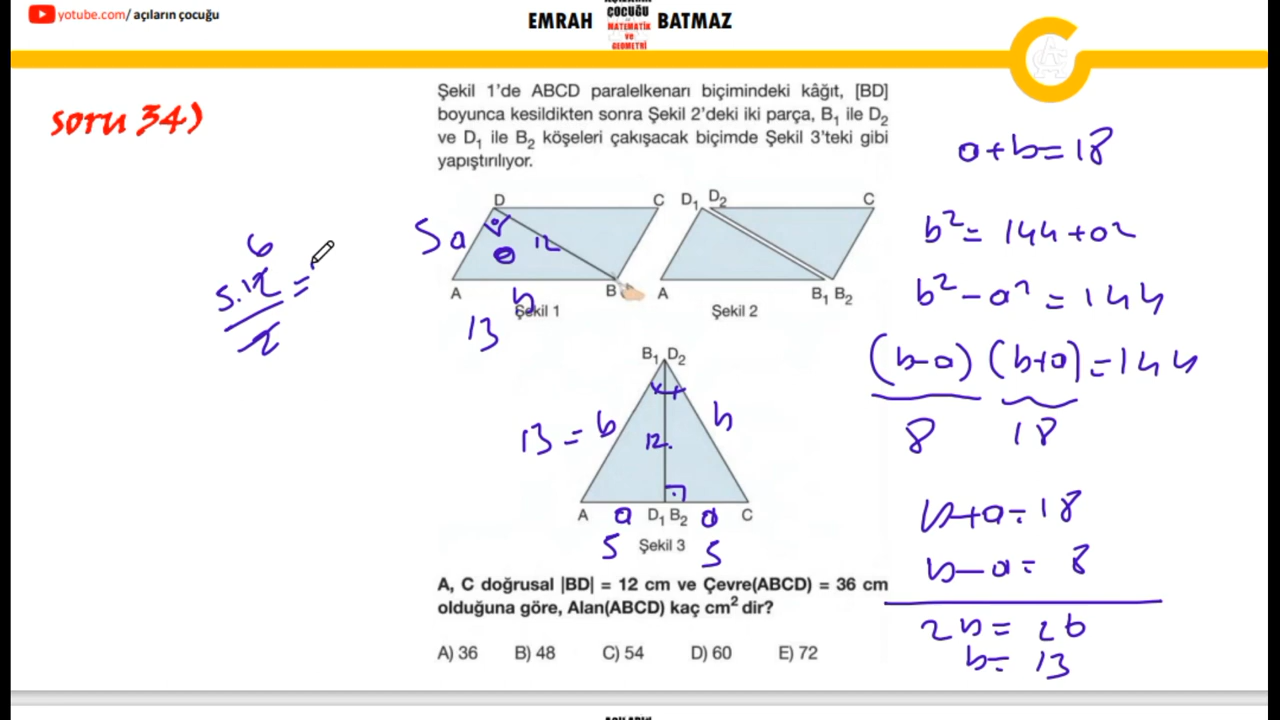 yotube.com/ açıların çocuğu
EMRAH
ÇOCUĞU
MATEMATİK
ve
GEOMETRİ
BATMAZ
soru 34)
Şekil 1'de ABCD paralelkenarı biçimindeki kâğıt, [BD]
boyunca kesildikten sonra Şekil 2'deki iki parça, B₁ ile D₂
ve D₁ ile B₂ köşeleri çakışacak biçimde Şekil 3'teki gibi
yapıştırılıyor.
D C D₁ D₂ C
5 a 12
A B A B₁ B₂
b
Şekil 1 Şekil 2
13
6
5.12
2
=
B₁ D₂
13 = b 12 b
A a D₁ B₂ a C
5 Şekil 3 5
A, C doğrusal |BD| = 12 cm ve Çevre(ABCD) = 36 cm
olduğuna göre, Alan(ABCD) kaç cm² dir?
A) 36 B) 48 C) 54 D) 60 E) 72
a+b=18
b²= 144+a²
b²-a² = 144
(b-a) (b+a)=144
8 18
b+a=18
b-a= 8
2b= 26
b= 13